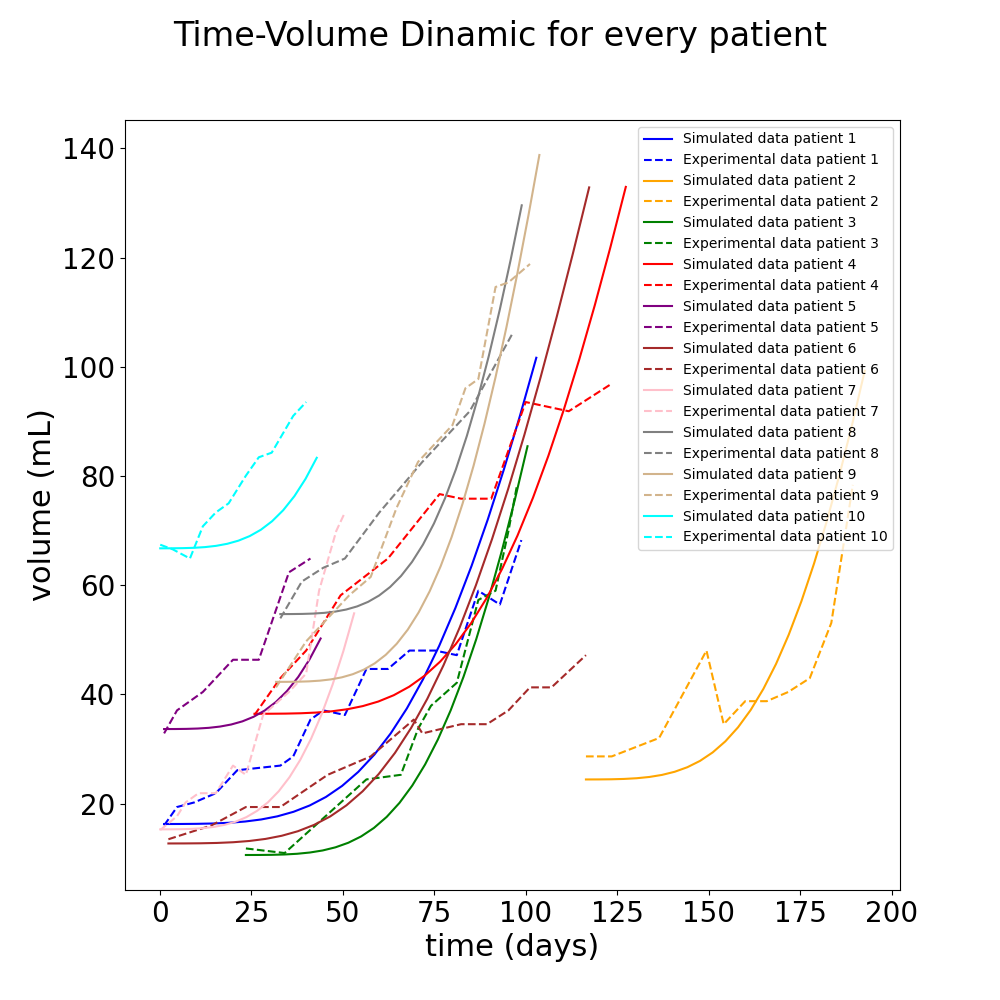 Time-Volume Dinamic for every patient
140
120
100
80
60
40
20
volume (mL)
0 25 50 75 100 125 150 175 200
time (days)
Simulated data patient 1
Experimental data patient 1
Simulated data patient 2
Experimental data patient 2
Simulated data patient 3
Experimental data patient 3
Simulated data patient 4
Experimental data patient 4
Simulated data patient 5
Experimental data patient 5
Simulated data patient 6
Experimental data patient 6
Simulated data patient 7
Experimental data patient 7
Simulated data patient 8
Experimental data patient 8
Simulated data patient 9
Experimental data patient 9
Simulated data patient 10
Experimental data patient 10